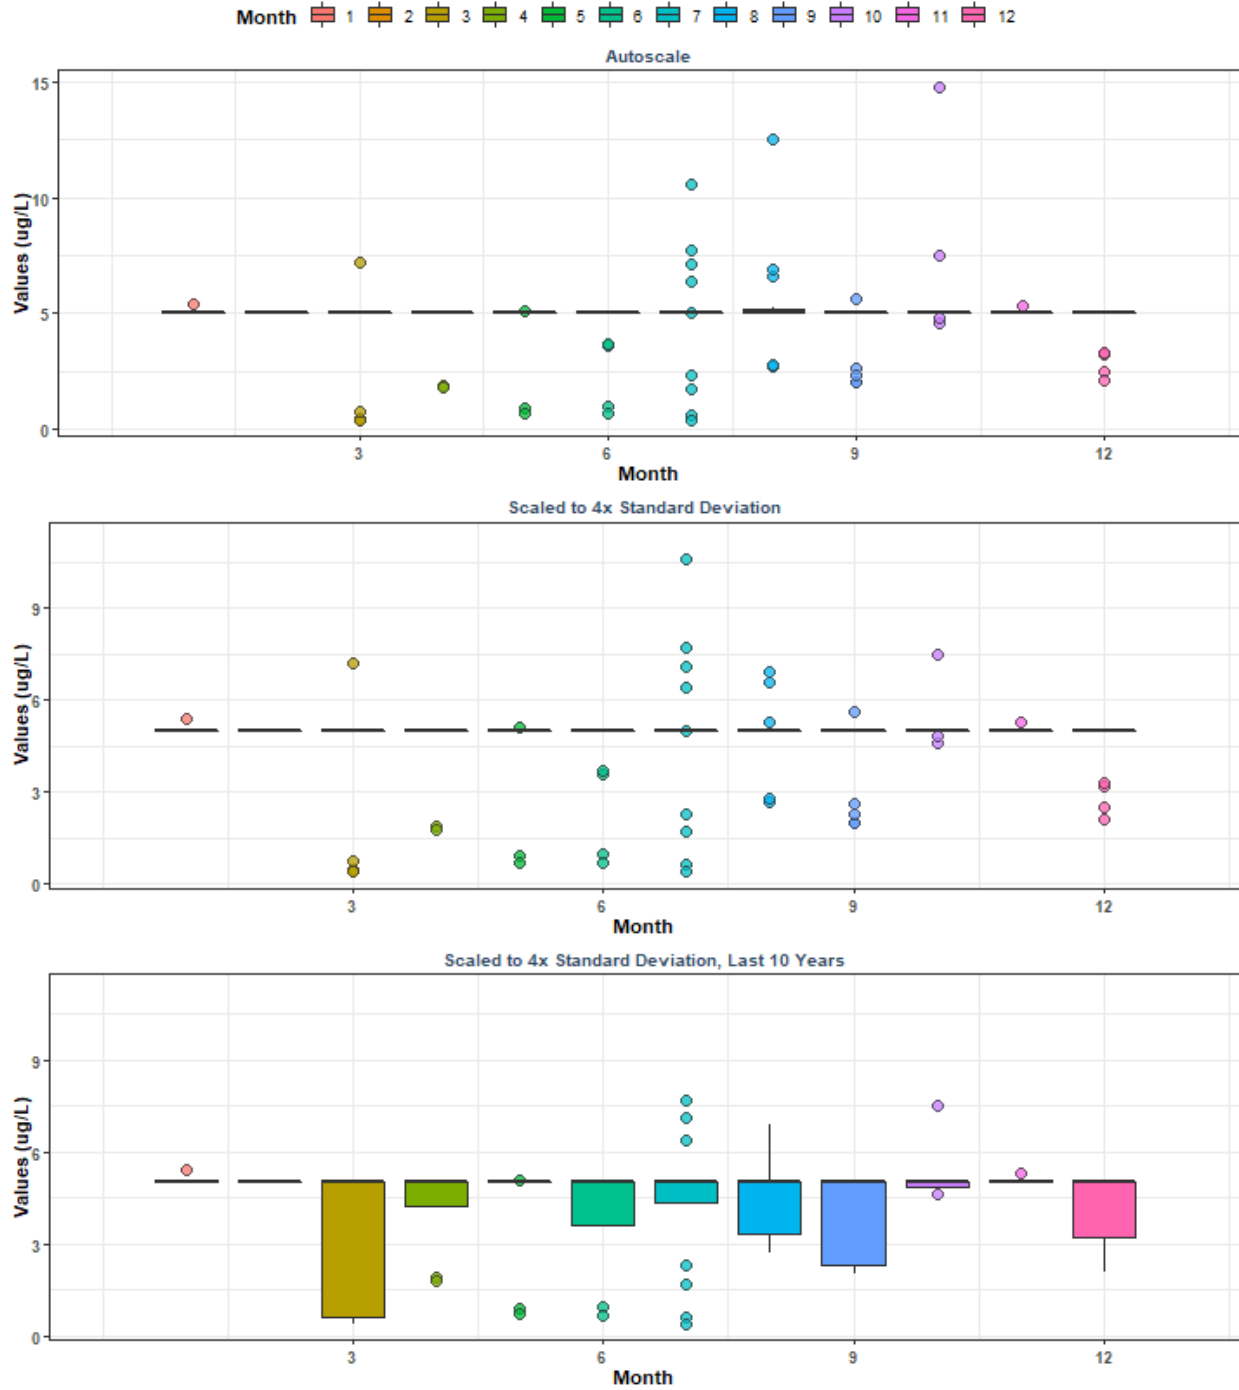 Month 1 2 3 4 5 6 7 8 9 10 11 12
Autoscale
Values (ug/L)
15
10
5
0
3 6 9 12
Month
Scaled to 4x Standard Deviation
Values (ug/L)
9
6
3
0
3 6 9 12
Month
Scaled to 4x Standard Deviation, Last 10 Years
Values (ug/L)
9
6
3
0
3 6 9 12
Month